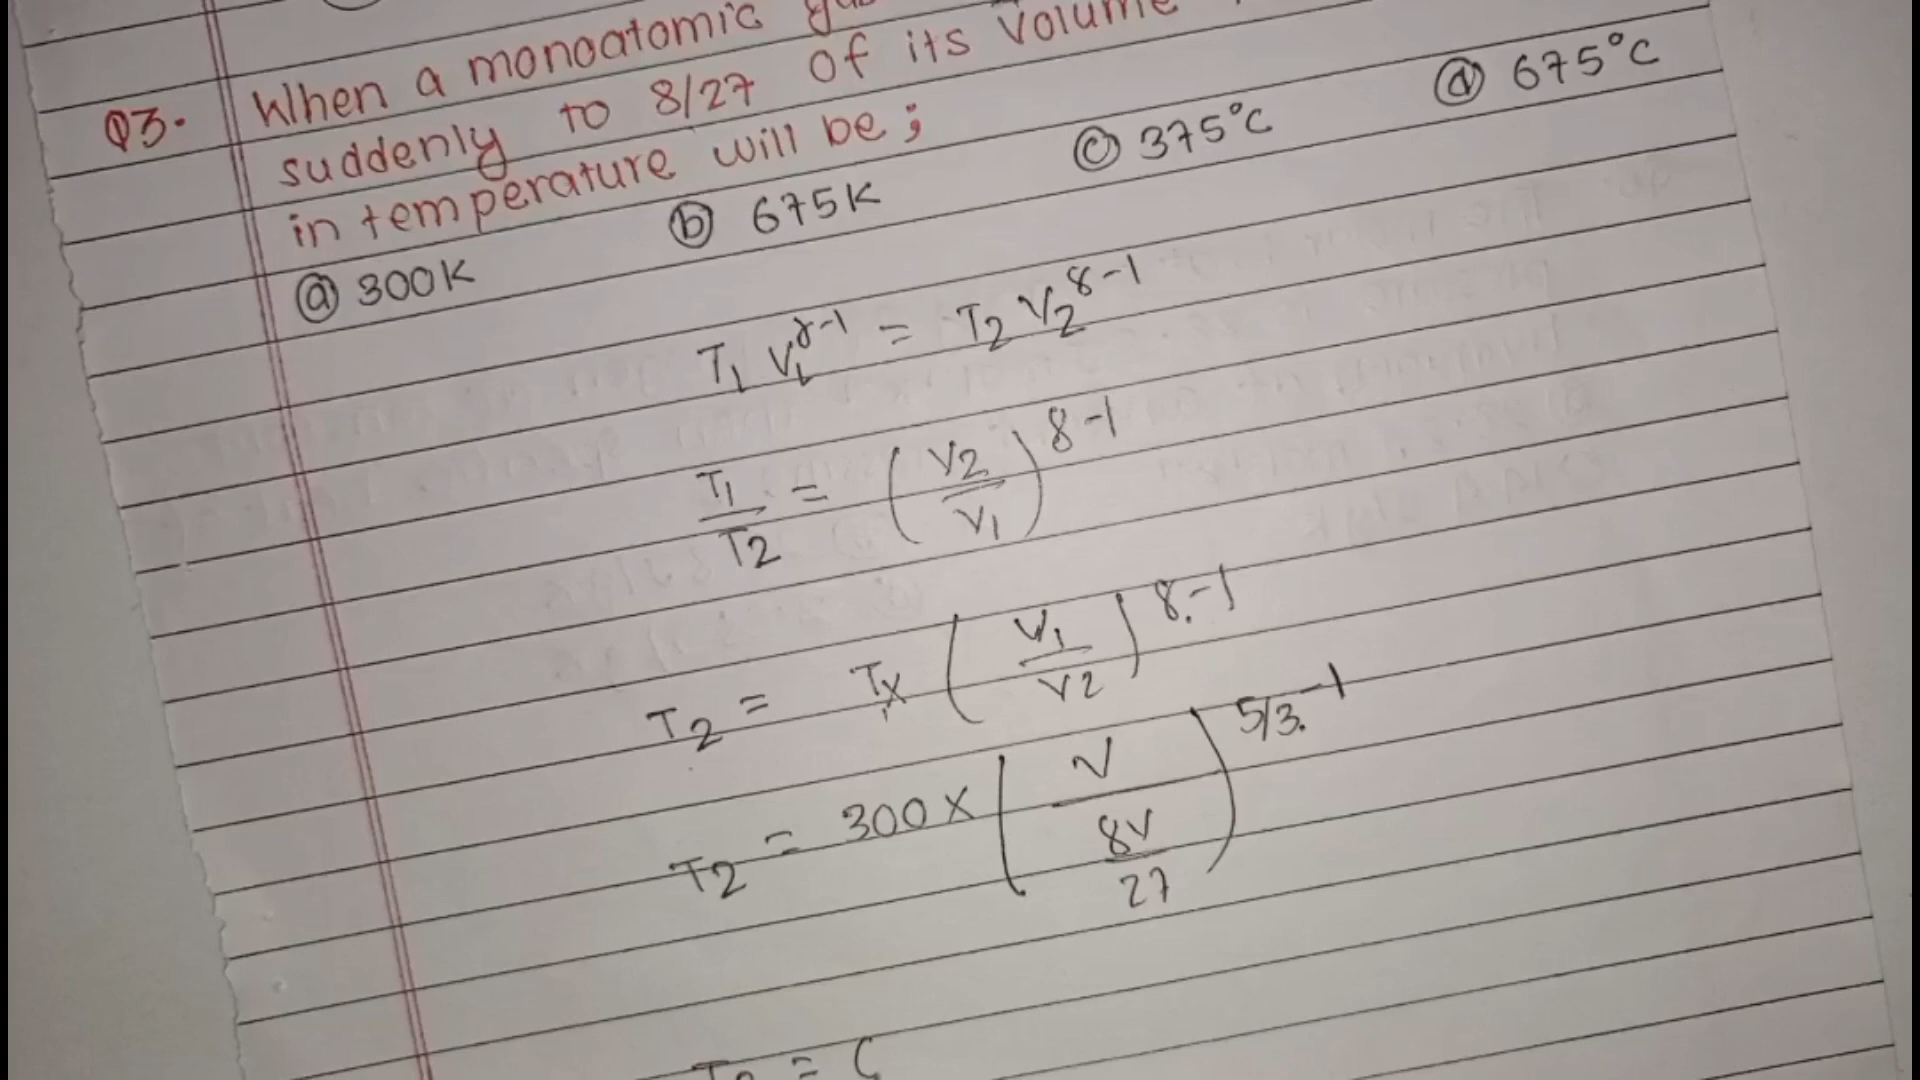 Q3. When a monoatomic
suddenly to 8/27 of its Volume
in temperature will be;
ⓐ 300K ⓑ 675K ⓒ 375°C ⓓ 675°C
T₁ V₁^γ-1 = T₂ V₂^γ-1
T₁/T₂ = (V₂/V₁)^γ-1
T₂ = T₁× (V₁/V₂)^γ-1
T₂ = 300 × (V/(8V/27))^5/3-1